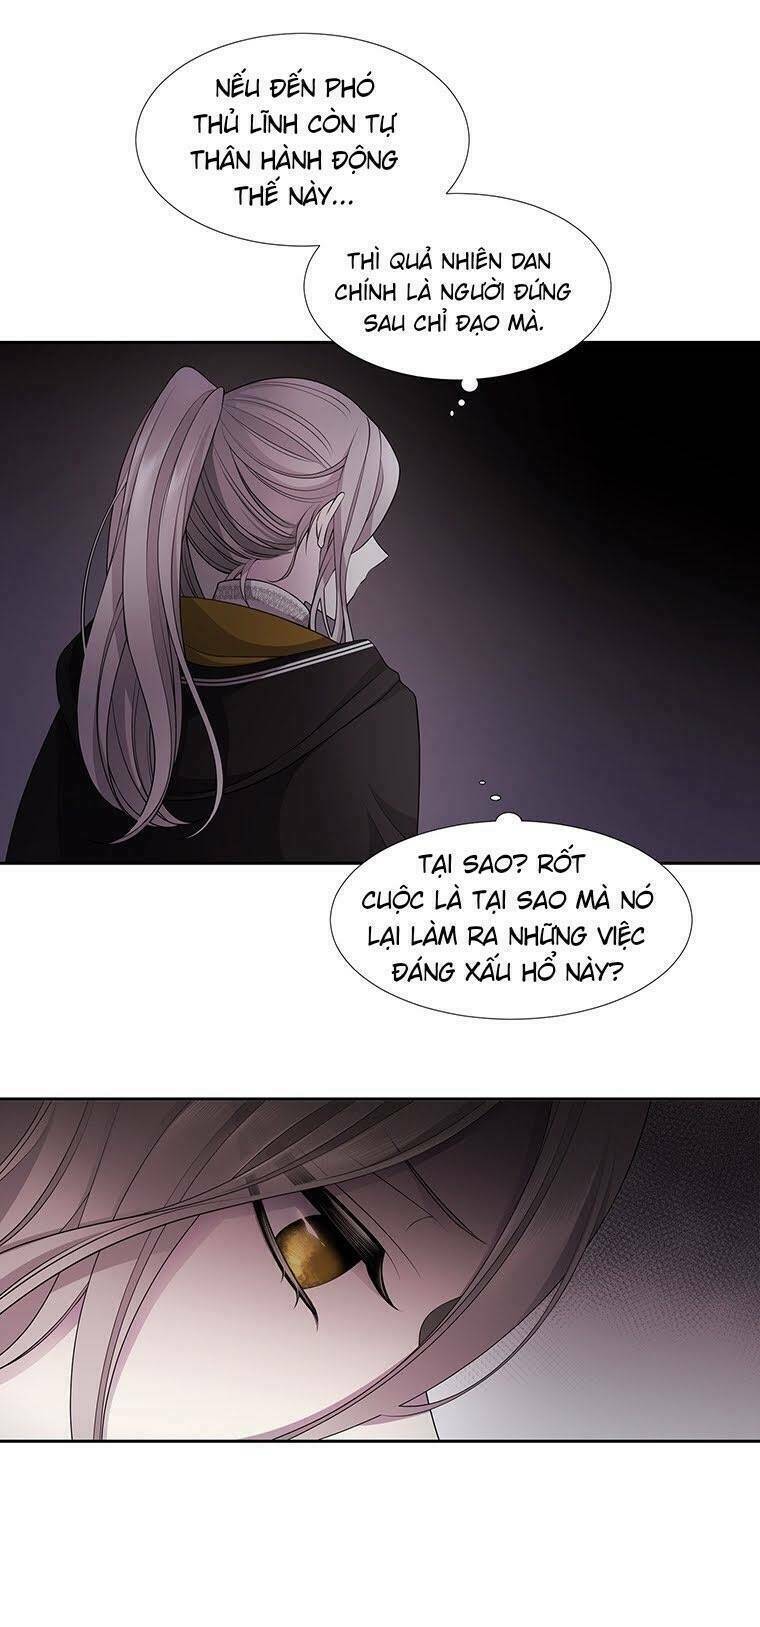 NẾU ĐẾN PHÓ
THỦ LĨNH CÒN TỰ
THÂN HÀNH ĐỘNG
THẾ NÀY...
THÌ QUẢ NHIÊN DAN
CHÍNH LÀ NGƯỜI ĐỨNG
SAU CHỈ ĐẠO MÀ.
TẠI SAO? RỐT
CUỘC LÀ TẠI SAO MÀ NÓ
LẠI LÀM RA NHỮNG VIỆC
ĐÁNG XẤU HỔ NÀY?